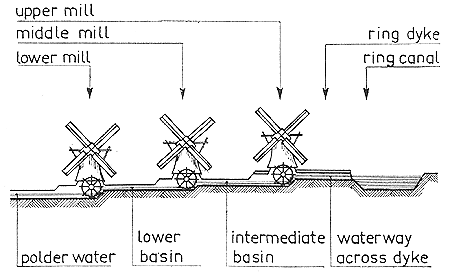 upper mill
middle mill
lower mill
ring dyke
ring canal
polder water
lower
basin
intermediate
basin
waterway
across dyke